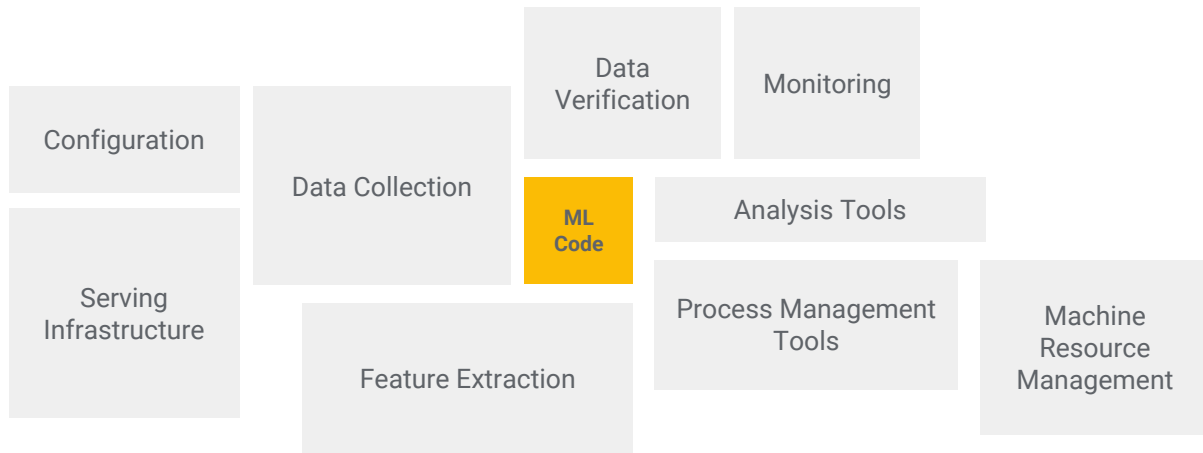 Data
Verification
Monitoring
Configuration
Data Collection
ML
Code
Analysis Tools
Serving
Infrastructure
Feature Extraction
Process Management
Tools
Machine
Resource
Management